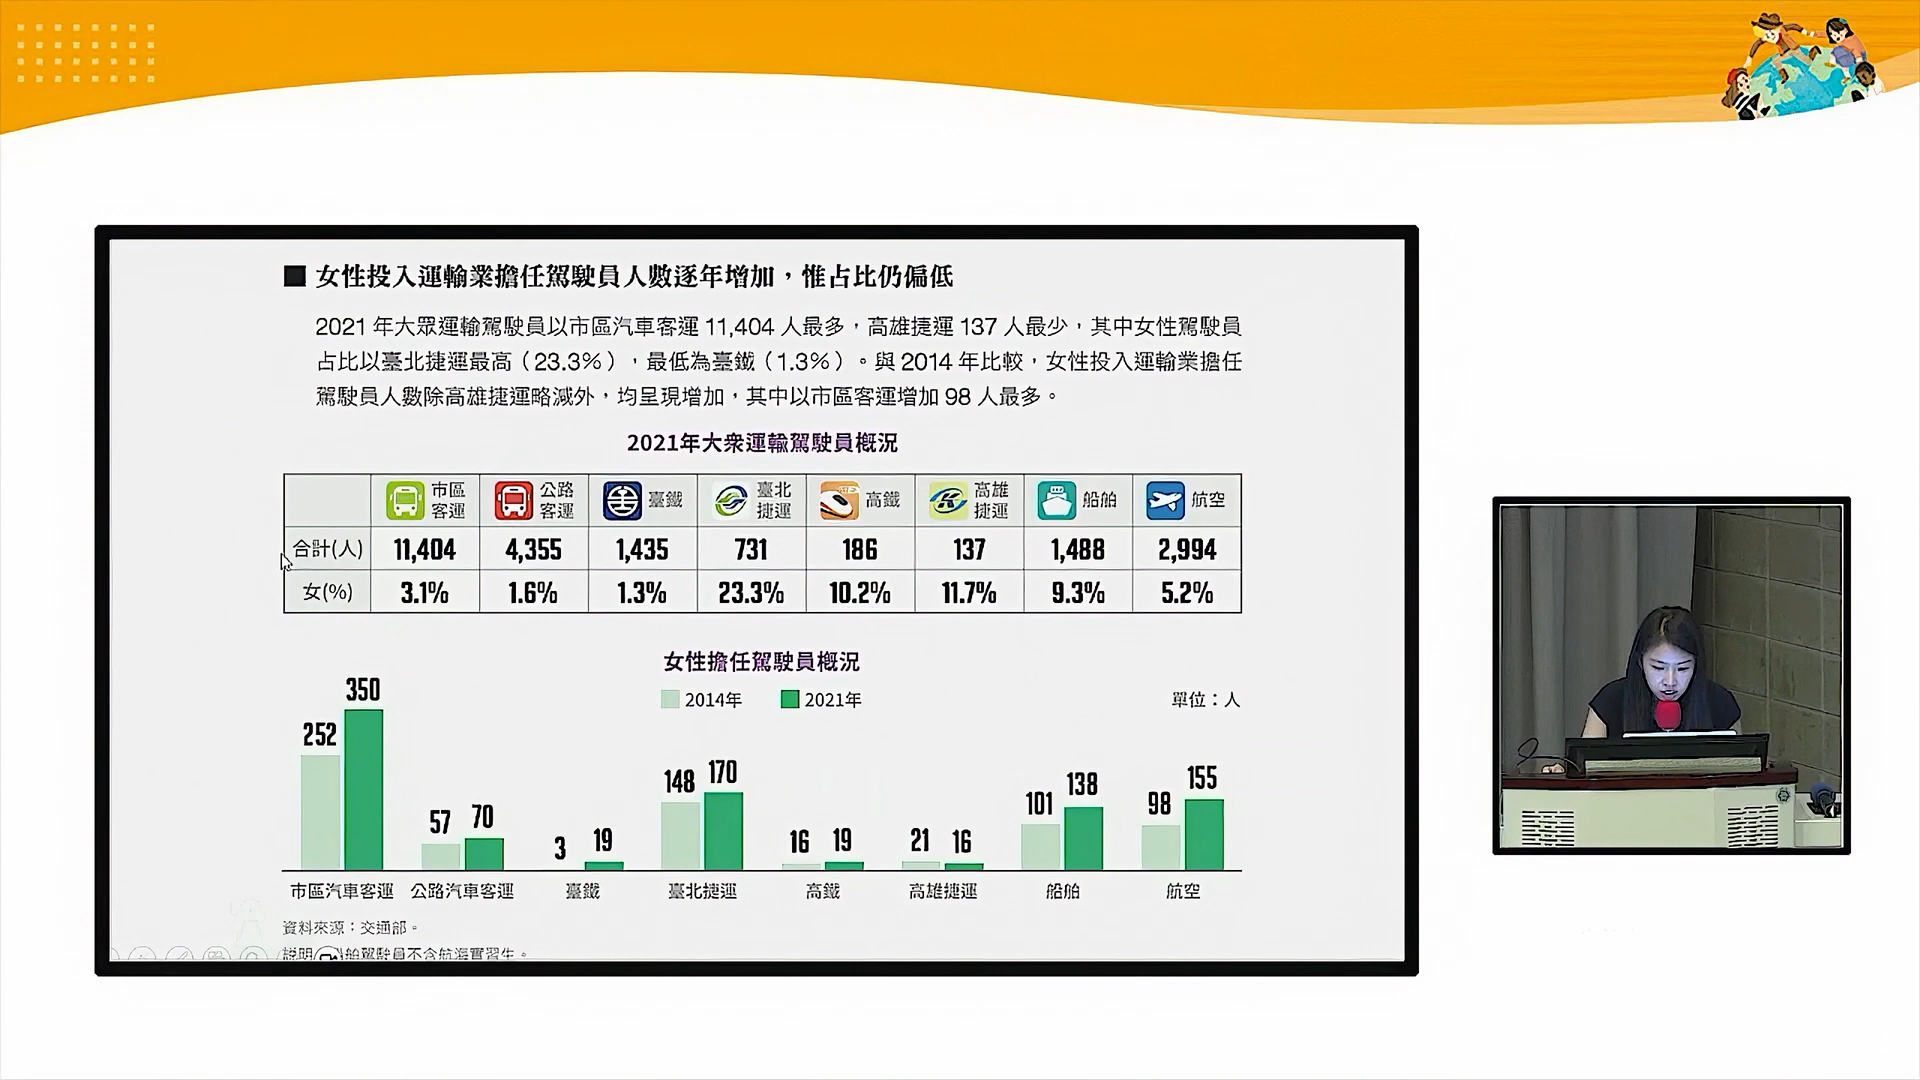 ■ 女性投入運輸業擔任駕駛員人數逐年增加，惟占比仍偏低
2021 年大眾運輸駕駛員以市區汽車客運 11,404 人最多，高雄捷運 137 人最少，其中女性駕駛員
占比以臺北捷運最高（23.3%），最低為臺鐵（1.3%）。與 2014 年比較，女性投入運輸業擔任
駕駛員人數除高雄捷運略減外，均呈現增加，其中以市區客運增加 98 人最多。
2021年大眾運輸駕駛員概況
市區客運 公路客運 臺鐵 臺北捷運 高鐵 高雄捷運 船舶 航空
合計(人) 11,404 4,355 1,435 731 186 137 1,488 2,994
女(%) 3.1% 1.6% 1.3% 23.3% 10.2% 11.7% 9.3% 5.2%
女性擔任駕駛員概況
2014年 2021年
單位：人
252 350 57 70 3 19 148 170 16 19 21 16 101 138 98 155
市區汽車客運 公路汽車客運 臺鐵 臺北捷運 高鐵 高雄捷運 船舶 航空
資料來源：交通部。
說明 船駕駛員不含航海實習生。